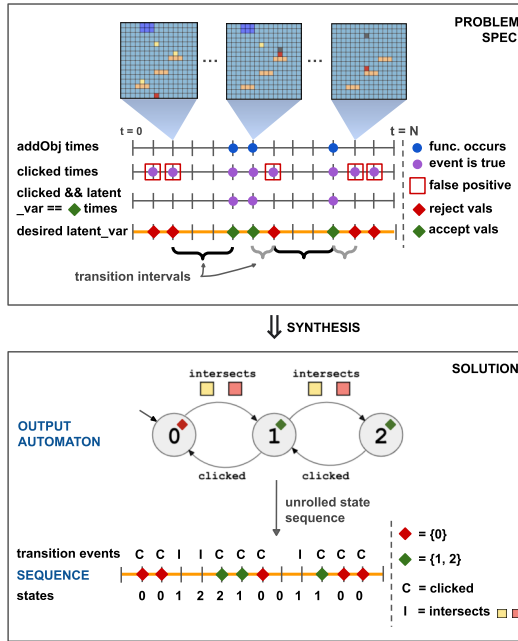 PROBLEM
SPEC
... ...
t = 0
t = N
addObj times
func. occurs
clicked times
event is true
false positive
clicked && latent
_var == times
reject vals
desired latent_var
accept vals
transition intervals
SYNTHESIS
SOLUTION
intersects intersects
OUTPUT
AUTOMATON
0 1 2
clicked clicked
unrolled state
sequence
transition events C C I I C C C I C C C
= {0}
SEQUENCE
= {1, 2}
states 0 0 1 2 2 1 0 0 1 1 0 0
C = clicked
I = intersects